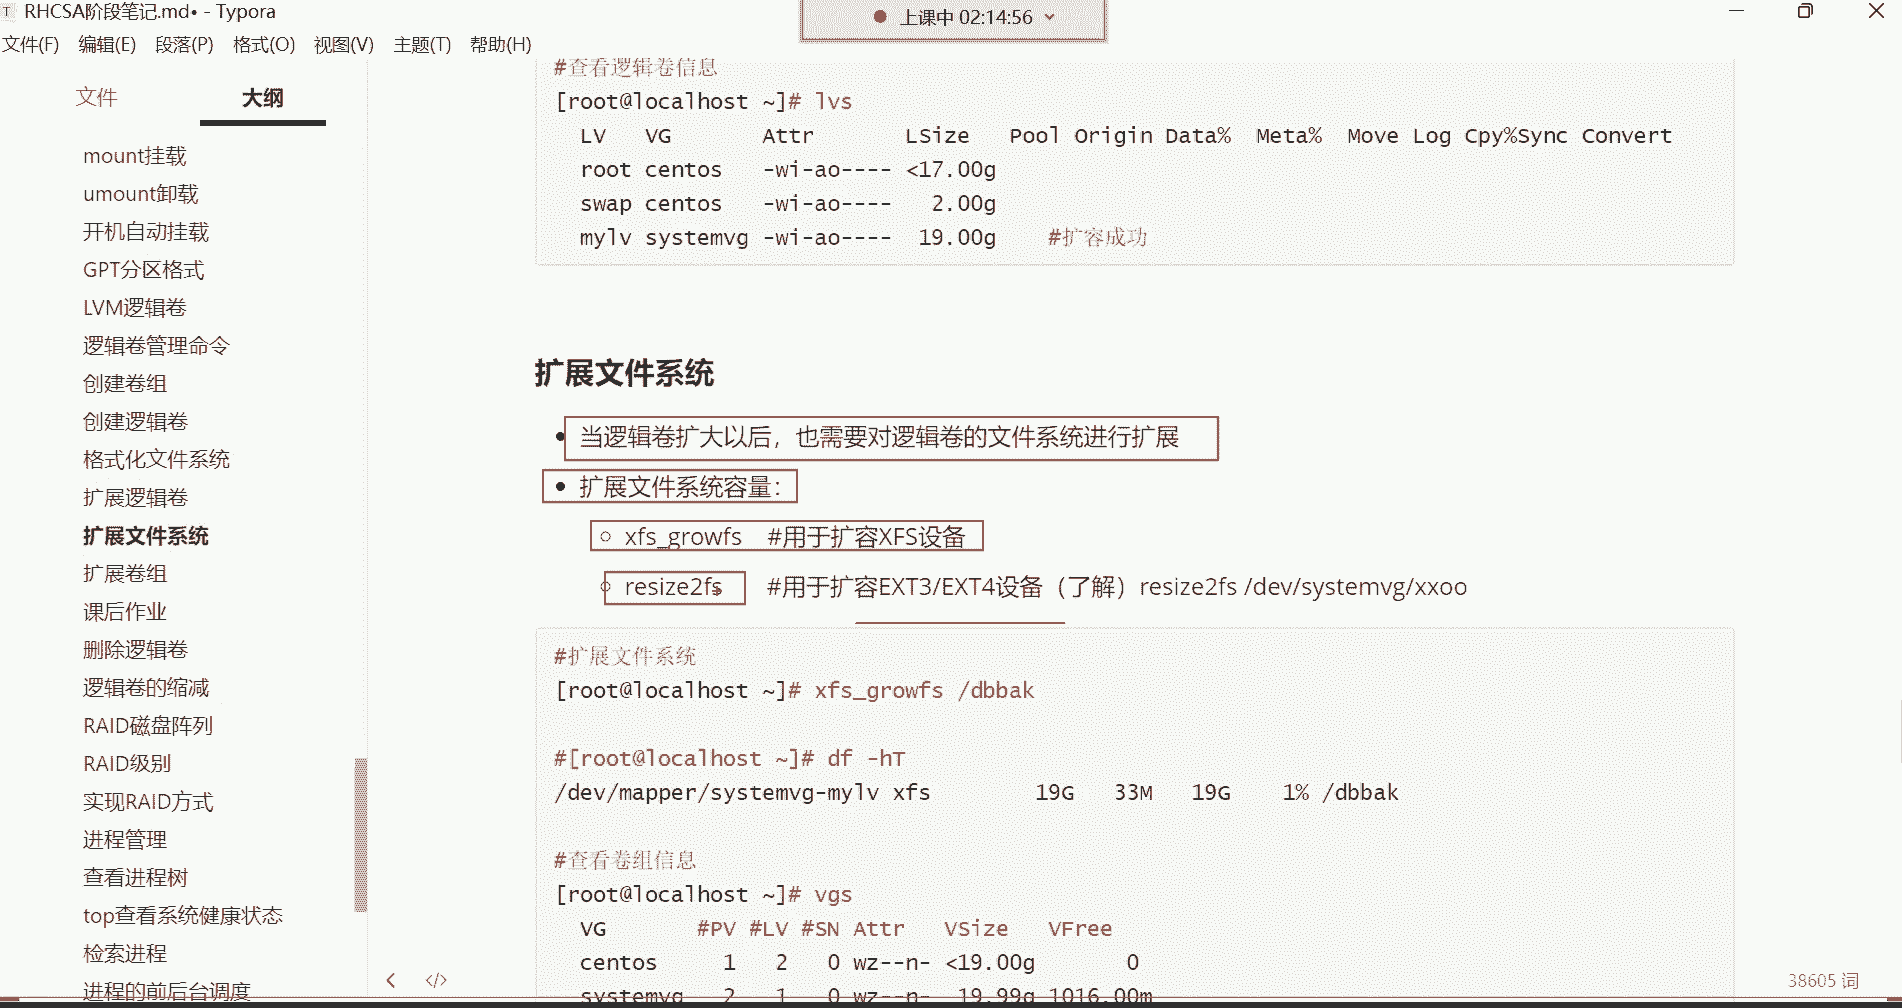 RHCSA阶段笔记.md• - Typora
上课中 02:14:56
文件(F) 编辑(E) 段落(P) 格式(O) 视图(V) 主题(T) 帮助(H)
文件 大纲
mount挂载
umount卸载
开机自动挂载
GPT分区格式
LVM逻辑卷
逻辑卷管理命令
创建卷组
创建逻辑卷
格式化文件系统
扩展逻辑卷
扩展文件系统
扩展卷组
课后作业
删除逻辑卷
逻辑卷的缩减
RAID磁盘阵列
RAID级别
实现RAID方式
进程管理
查看进程树
top查看系统健康状态
检索进程
进程的前后台调度
#查看逻辑卷信息
[root@localhost ~]# lvs
LV VG Attr LSize Pool Origin Data% Meta% Move Log Cpy%Sync Convert
root centos -wi-ao---- <17.00g
swap centos -wi-ao---- 2.00g
mylv systemvg -wi-ao---- 19.00g #扩容成功
扩展文件系统
• 当逻辑卷扩大以后，也需要对逻辑卷的文件系统进行扩展
• 扩展文件系统容量：
○ xfs_growfs #用于扩容XFS设备
○ resize2fs #用于扩容EXT3/EXT4设备（了解）resize2fs /dev/systemvg/xxoo
#扩展文件系统
[root@localhost ~]# xfs_growfs /dbbak
#[root@localhost ~]# df -hT
/dev/mapper/systemvg-mylv xfs 19G 33M 19G 1% /dbbak
#查看卷组信息
[root@localhost ~]# vgs
VG #PV #LV #SN Attr VSize VFree
centos 1 2 0 wz--n- <19.00g 0
systemvg 2 1 0 wz--n- 19.99g 1016.00m
38605 词